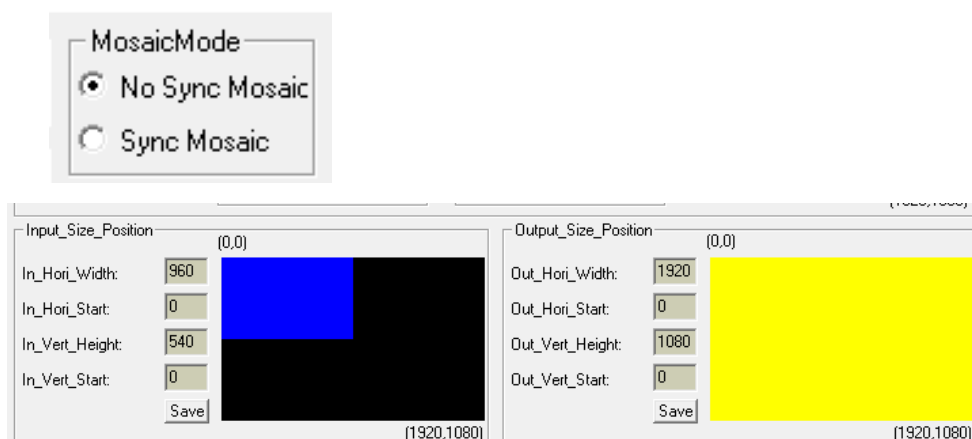 MosaicMode
No Sync Mosaic
Sync Mosaic
Input_Size_Position
(0,0)
In_Hori_Width: 960
In_Hori_Start: 0
In_Vert_Height: 540
In_Vert_Start: 0
Save
(1920,1080)
Output_Size_Position
(0,0)
Out_Hori_Width: 1920
Out_Hori_Start: 0
Out_Vert_Height: 1080
Out_Vert_Start: 0
Save
(1920,1080)